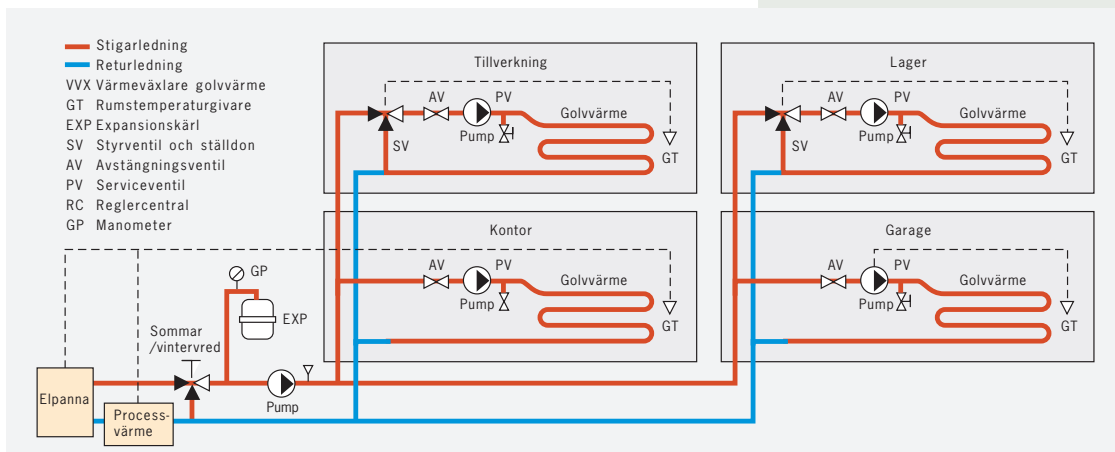 Stigarledning
Returledning
VVX Värmeväxlare golvvärme
GT Rumstemperaturgivare
EXP Expansionskärl
SV Styrventil och ställdon
AV Avstängningsventil
PV Serviceventil
RC Reglercentral
GP Manometer
Tillverkning
AV
PV
Golvvärme
Pump
SV
GT
Lager
AV
PV
Golvvärme
Pump
SV
GT
Kontor
AV
PV
Golvvärme
Pump
GT
Garage
AV
PV
Golvvärme
Pump
GT
GP
EXP
Sommar
/vintervred
Pump
Elpanna
Process-
värme